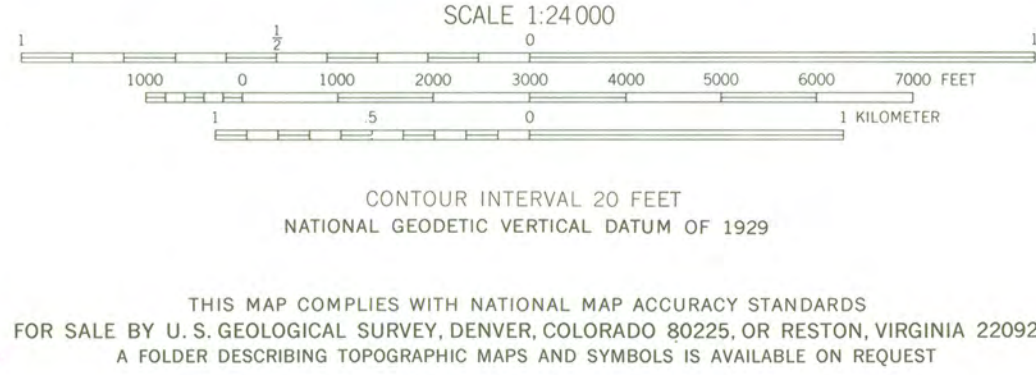 SCALE 1:24 000
1 1/2 0 1
1000 0 1000 2000 3000 4000 5000 6000 7000 FEET
1 .5 0 1 KILOMETER
CONTOUR INTERVAL 20 FEET
NATIONAL GEODETIC VERTICAL DATUM OF 1929
THIS MAP COMPLIES WITH NATIONAL MAP ACCURACY STANDARDS
FOR SALE BY U. S. GEOLOGICAL SURVEY, DENVER, COLORADO 80225, OR RESTON, VIRGINIA 22092
A FOLDER DESCRIBING TOPOGRAPHIC MAPS AND SYMBOLS IS AVAILABLE ON REQUEST